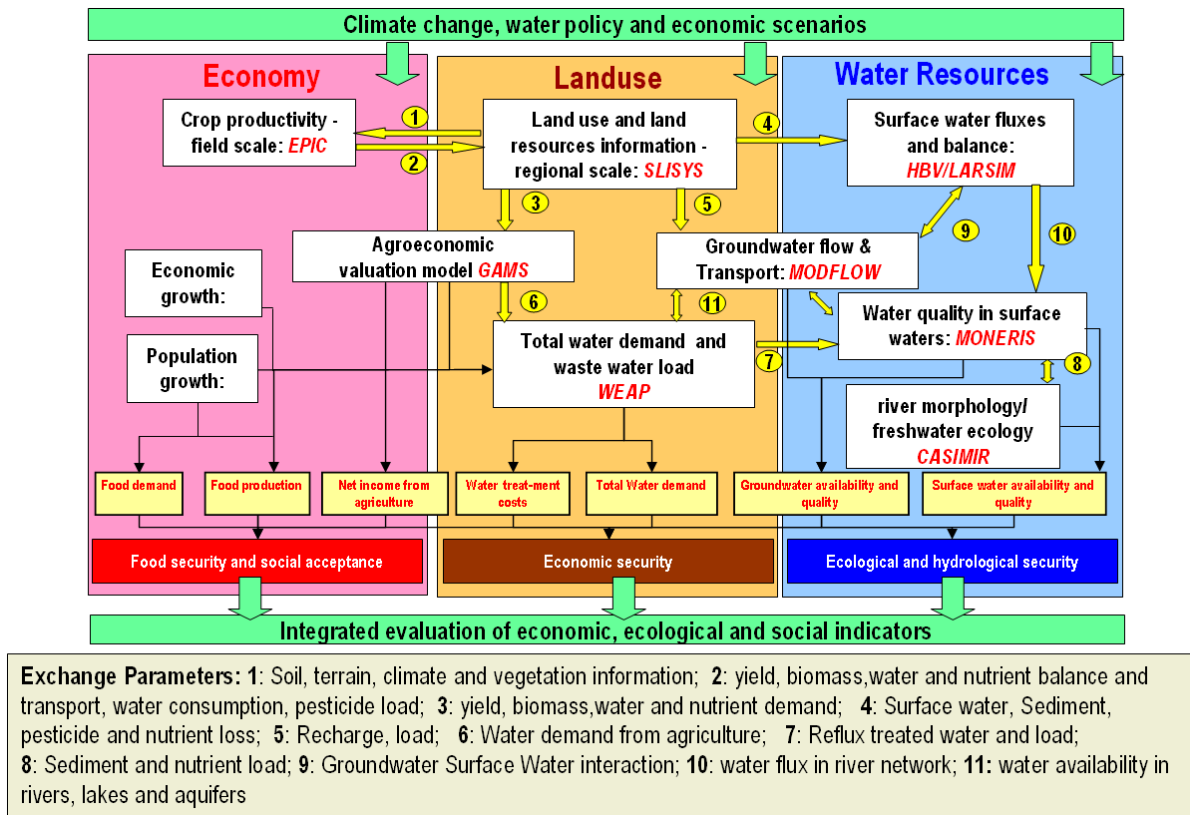 Climate change, water policy and economic scenarios
Economy
Landuse
Water Resources
Crop productivity -
field scale: EPIC
1
2
Land use and land
resources information -
regional scale: SLISYS
4
Surface water fluxes
and balance:
HBV/LARSIM
3
5
9
10
Agroeconomic
valuation model GAMS
Groundwater flow &
Transport: MODFLOW
Economic
growth:
6
11
Population
growth:
Total water demand and
waste water load
WEAP
7
Water quality in surface
waters: MONERIS
8
river morphology/
freshwater ecology
CASIMIR
Food demand
Food production
Net income from
agriculture
Water treat-ment
costs
Total Water demand
Groundwater availability and
quality
Surface water availability and
quality
Food security and social acceptance
Economic security
Ecological and hydrological security
Integrated evaluation of economic, ecological and social indicators
Exchange Parameters: 1: Soil, terrain, climate and vegetation information; 2: yield, biomass,water and nutrient balance and
transport, water consumption, pesticide load; 3: yield, biomass,water and nutrient demand; 4: Surface water, Sediment,
pesticide and nutrient loss; 5: Recharge, load; 6: Water demand from agriculture; 7: Reflux treated water and load;
8: Sediment and nutrient load; 9: Groundwater Surface Water interaction; 10: water flux in river network; 11: water availability in
rivers, lakes and aquifers